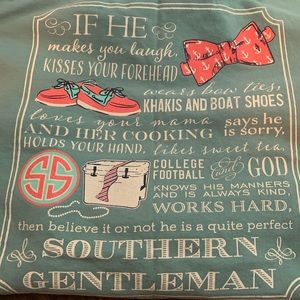 IF HE
makes you laugh,
KISSES YOUR FOREHEAD
wears bow ties,
KHAKIS AND BOAT SHOES
loves your mama
AND HER COOKING says he
is sorry,
HOLDS YOUR HAND, likes sweet tea,
COLLEGE
FOOTBALL and GOD
SS
KNOWS HIS MANNERS
AND IS ALWAYS KIND,
WORKS HARD,
then believe it or not he is a quite perfect
SOUTHERN
GENTLEMAN